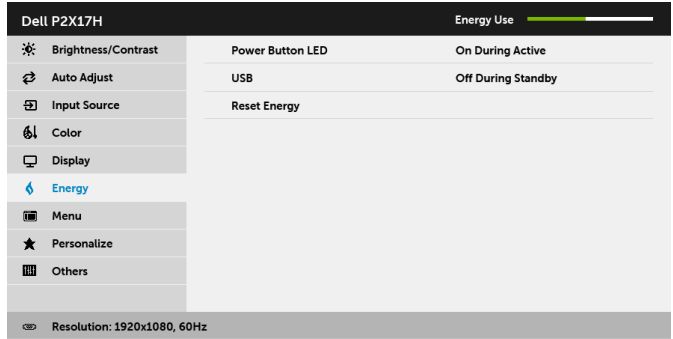 Dell P2X17H
Energy Use
Brightness/Contrast
Power Button LED
On During Active
Auto Adjust
USB
Off During Standby
Input Source
Reset Energy
Color
Display
Energy
Menu
Personalize
Others
Resolution: 1920x1080, 60Hz